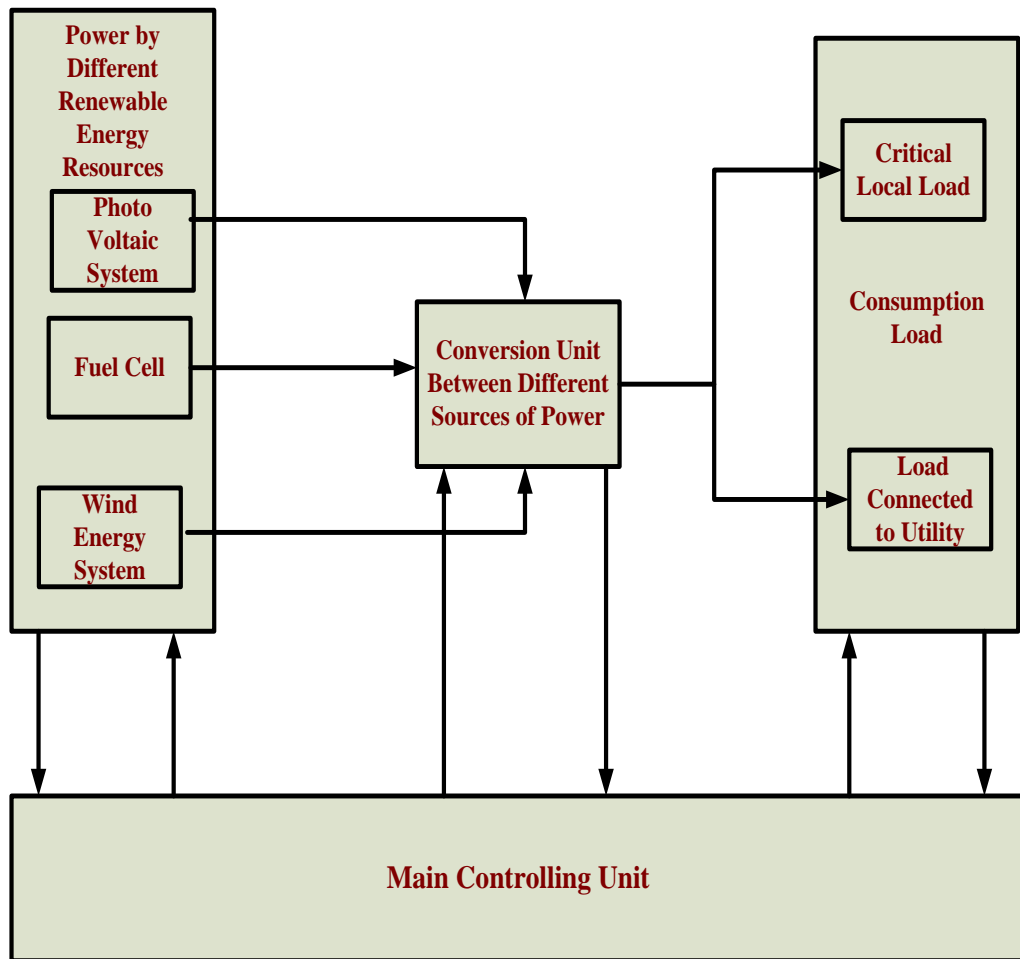 Power by
Different
Renewable
Energy
Resources
Photo
Voltaic
System
Fuel Cell
Wind
Energy
System
Conversion Unit
Between Different
Sources of Power
Critical
Local Load
Consumption
Load
Load
Connected
to Utility
Main Controlling Unit